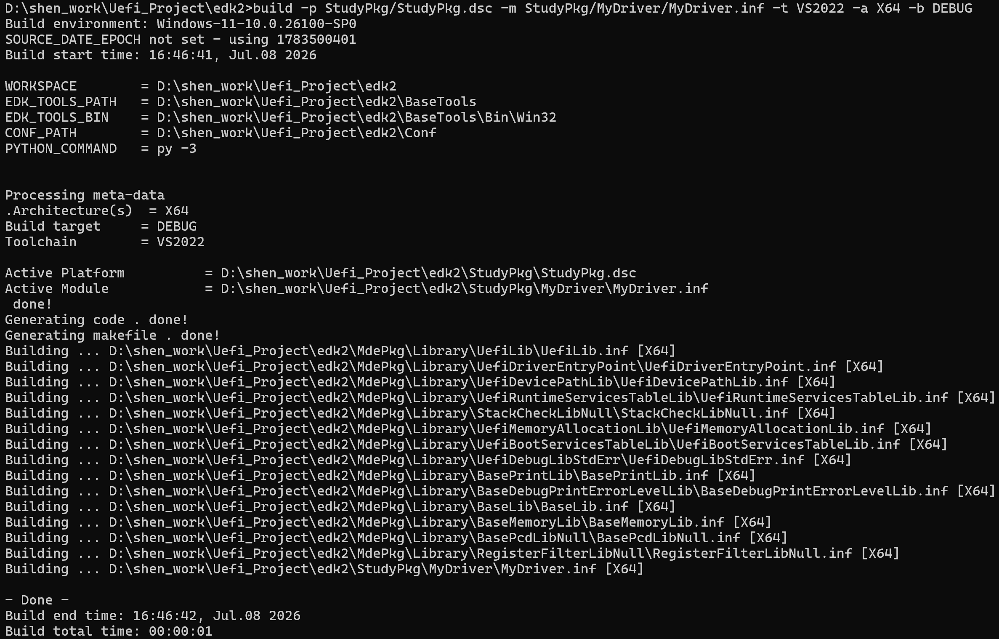 D:\shen_work\Uefi_Project\edk2>build -p StudyPkg/StudyPkg.dsc -m StudyPkg/MyDriver/MyDriver.inf -t VS2022 -a X64 -b DEBUG
Build environment: Windows-11-10.0.26100-SP0
SOURCE_DATE_EPOCH not set - using 1783500401
Build start time: 16:46:41, Jul.08 2026

WORKSPACE        = D:\shen_work\Uefi_Project\edk2
EDK_TOOLS_PATH   = D:\shen_work\Uefi_Project\edk2\BaseTools
EDK_TOOLS_BIN    = D:\shen_work\Uefi_Project\edk2\BaseTools\Bin\Win32
CONF_PATH        = D:\shen_work\Uefi_Project\edk2\Conf
PYTHON_COMMAND   = py -3

Processing meta-data
.Architecture(s)  = X64
Build target     = DEBUG
Toolchain        = VS2022

Active Platform          = D:\shen_work\Uefi_Project\edk2\StudyPkg\StudyPkg.dsc
Active Module            = D:\shen_work\Uefi_Project\edk2\StudyPkg\MyDriver\MyDriver.inf
 done!
Generating code . done!
Generating makefile . done!
Building ... D:\shen_work\Uefi_Project\edk2\MdePkg\Library\UefiLib\UefiLib.inf [X64]
Building ... D:\shen_work\Uefi_Project\edk2\MdePkg\Library\UefiDriverEntryPoint\UefiDriverEntryPoint.inf [X64]
Building ... D:\shen_work\Uefi_Project\edk2\MdePkg\Library\UefiDevicePathLib\UefiDevicePathLib.inf [X64]
Building ... D:\shen_work\Uefi_Project\edk2\MdePkg\Library\UefiRuntimeServicesTableLib\UefiRuntimeServicesTableLib.inf [X64]
Building ... D:\shen_work\Uefi_Project\edk2\MdePkg\Library\StackCheckLibNull\StackCheckLibNull.inf [X64]
Building ... D:\shen_work\Uefi_Project\edk2\MdePkg\Library\UefiMemoryAllocationLib\UefiMemoryAllocationLib.inf [X64]
Building ... D:\shen_work\Uefi_Project\edk2\MdePkg\Library\UefiBootServicesTableLib\UefiBootServicesTableLib.inf [X64]
Building ... D:\shen_work\Uefi_Project\edk2\MdePkg\Library\UefiDebugLibStdErr\UefiDebugLibStdErr.inf [X64]
Building ... D:\shen_work\Uefi_Project\edk2\MdePkg\Library\BasePrintLib\BasePrintLib.inf [X64]
Building ... D:\shen_work\Uefi_Project\edk2\MdePkg\Library\BaseDebugPrintErrorLevelLib\BaseDebugPrintErrorLevelLib.inf [X64]
Building ... D:\shen_work\Uefi_Project\edk2\MdePkg\Library\BaseLib\BaseLib.inf [X64]
Building ... D:\shen_work\Uefi_Project\edk2\MdePkg\Library\BaseMemoryLib\BaseMemoryLib.inf [X64]
Building ... D:\shen_work\Uefi_Project\edk2\MdePkg\Library\BasePcdLibNull\BasePcdLibNull.inf [X64]
Building ... D:\shen_work\Uefi_Project\edk2\MdePkg\Library\RegisterFilterLibNull\RegisterFilterLibNull.inf [X64]
Building ... D:\shen_work\Uefi_Project\edk2\StudyPkg\MyDriver\MyDriver.inf [X64]

- Done -
Build end time: 16:46:42, Jul.08 2026
Build total time: 00:00:01